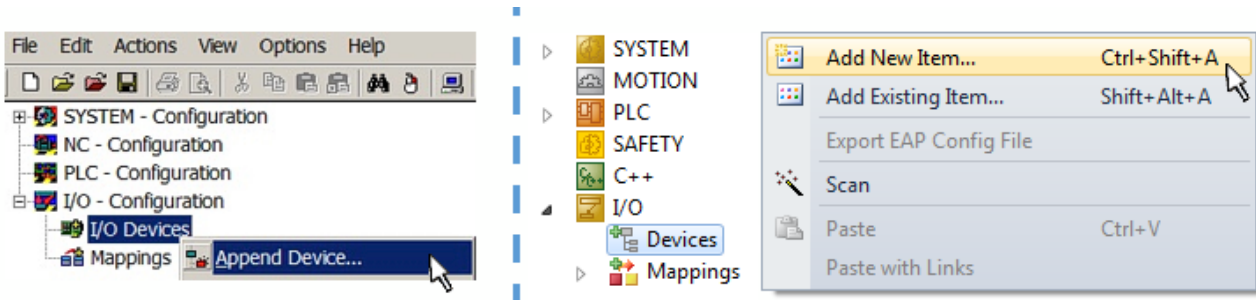 File Edit Actions View Options Help
SYSTEM - Configuration
NC - Configuration
PLC - Configuration
I/O - Configuration
I/O Devices
Mappings
Append Device...
SYSTEM
MOTION
PLC
SAFETY
C++
I/O
Devices
Mappings
Add New Item... Ctrl+Shift+A
Add Existing Item... Shift+Alt+A
Export EAP Config File
Scan
Paste Ctrl+V
Paste with Links